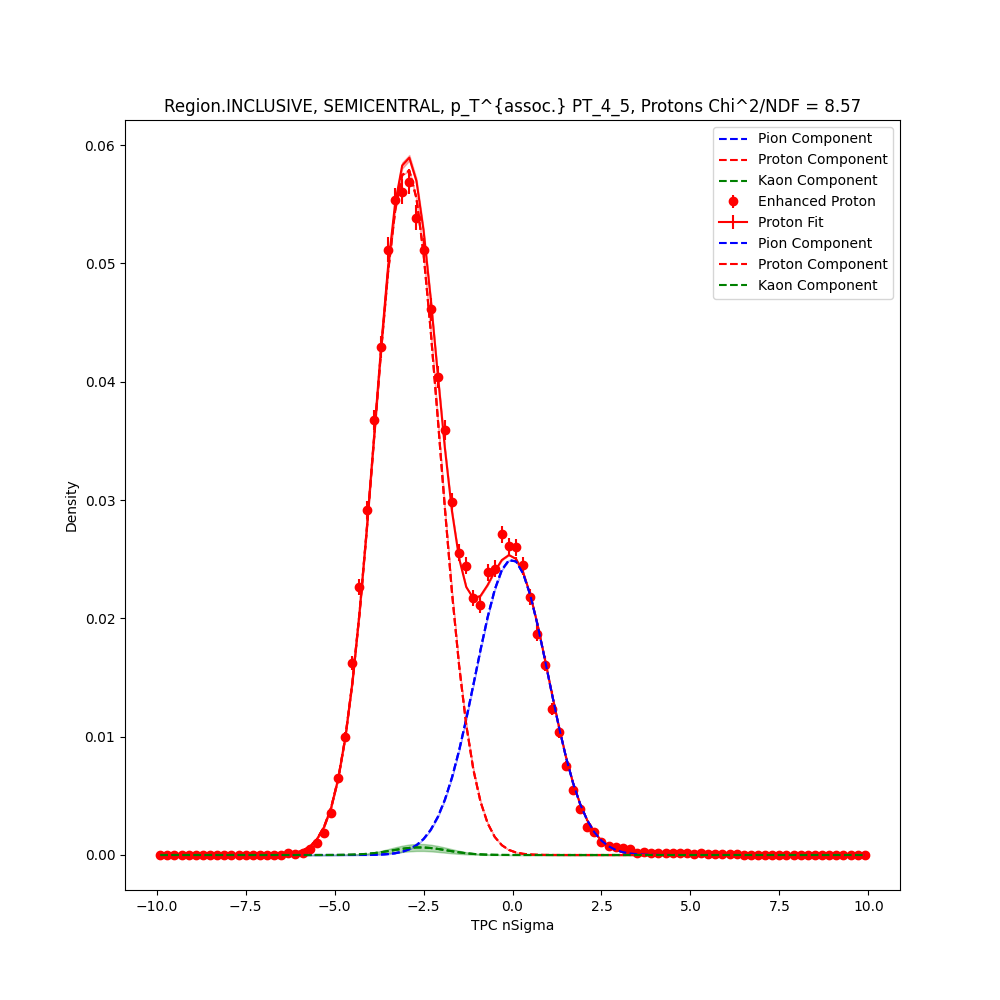 Region.INCLUSIVE, SEMICENTRAL, p_T^{assoc.} PT_4_5, Protons Chi^2/NDF = 8.57
Pion Component
Proton Component
Kaon Component
Enhanced Proton
Proton Fit
Pion Component
Proton Component
Kaon Component
0.06
0.05
0.04
0.03
0.02
0.01
0.00
Density
−10.0 −7.5 −5.0 −2.5 0.0 2.5 5.0 7.5 10.0
TPC nSigma